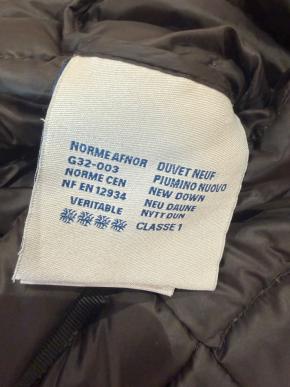 NORME AFNOR
G32-003
NORME CEN
NF EN 12934
VERITABLE
DUVET NEUF
PIUMINO NUOVO
NEW DOWN
NEU DAUNE
NYTT DUN
CLASSE 1